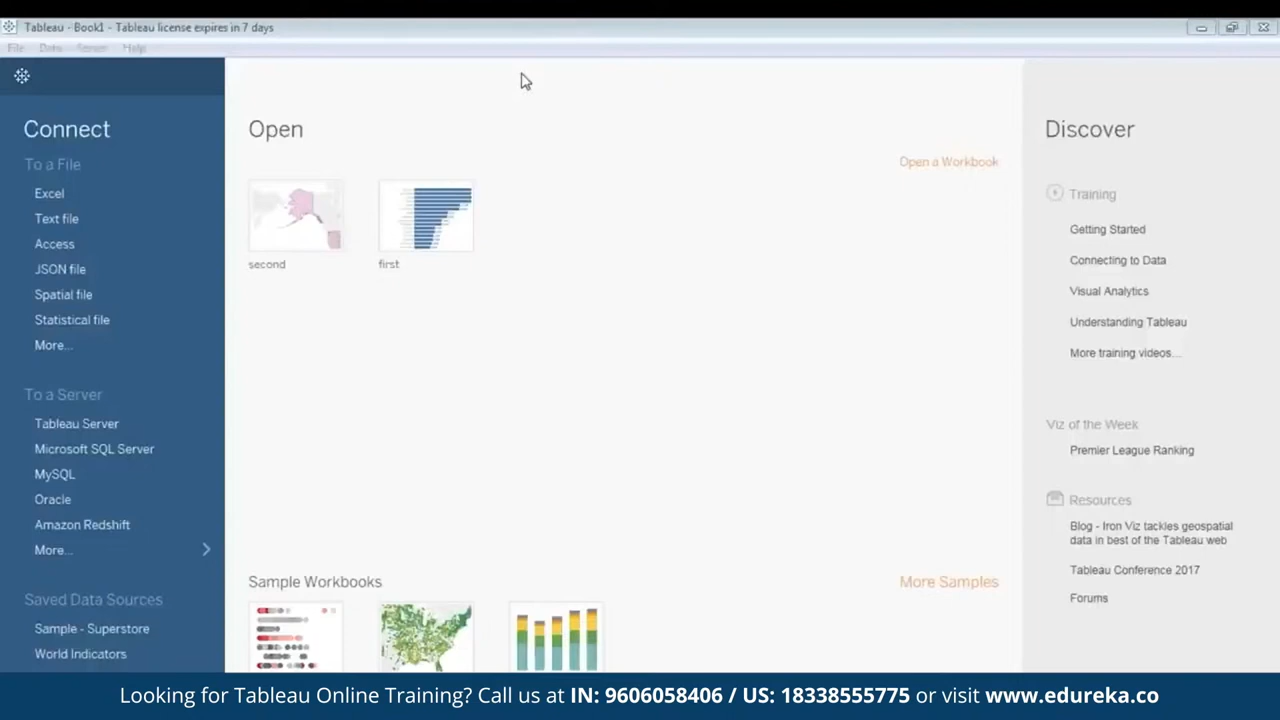 Tableau - Book1 - Tableau license expires in 7 days
File Data Server Help
Connect
To a File
Excel
Text file
Access
JSON file
Spatial file
Statistical file
More...
To a Server
Tableau Server
Microsoft SQL Server
MySQL
Oracle
Amazon Redshift
More...
Saved Data Sources
Sample - Superstore
World Indicators
Open
Open a Workbook
second
first
Sample Workbooks
More Samples
Discover
Training
Getting Started
Connecting to Data
Visual Analytics
Understanding Tableau
More training videos...
Viz of the Week
Premier League Ranking
Resources
Blog - Iron Viz tackles geospatial
data in best of the Tableau web
Tableau Conference 2017
Forums
Looking for Tableau Online Training? Call us at IN: 9606058406 / US: 18338555775 or visit www.edureka.co